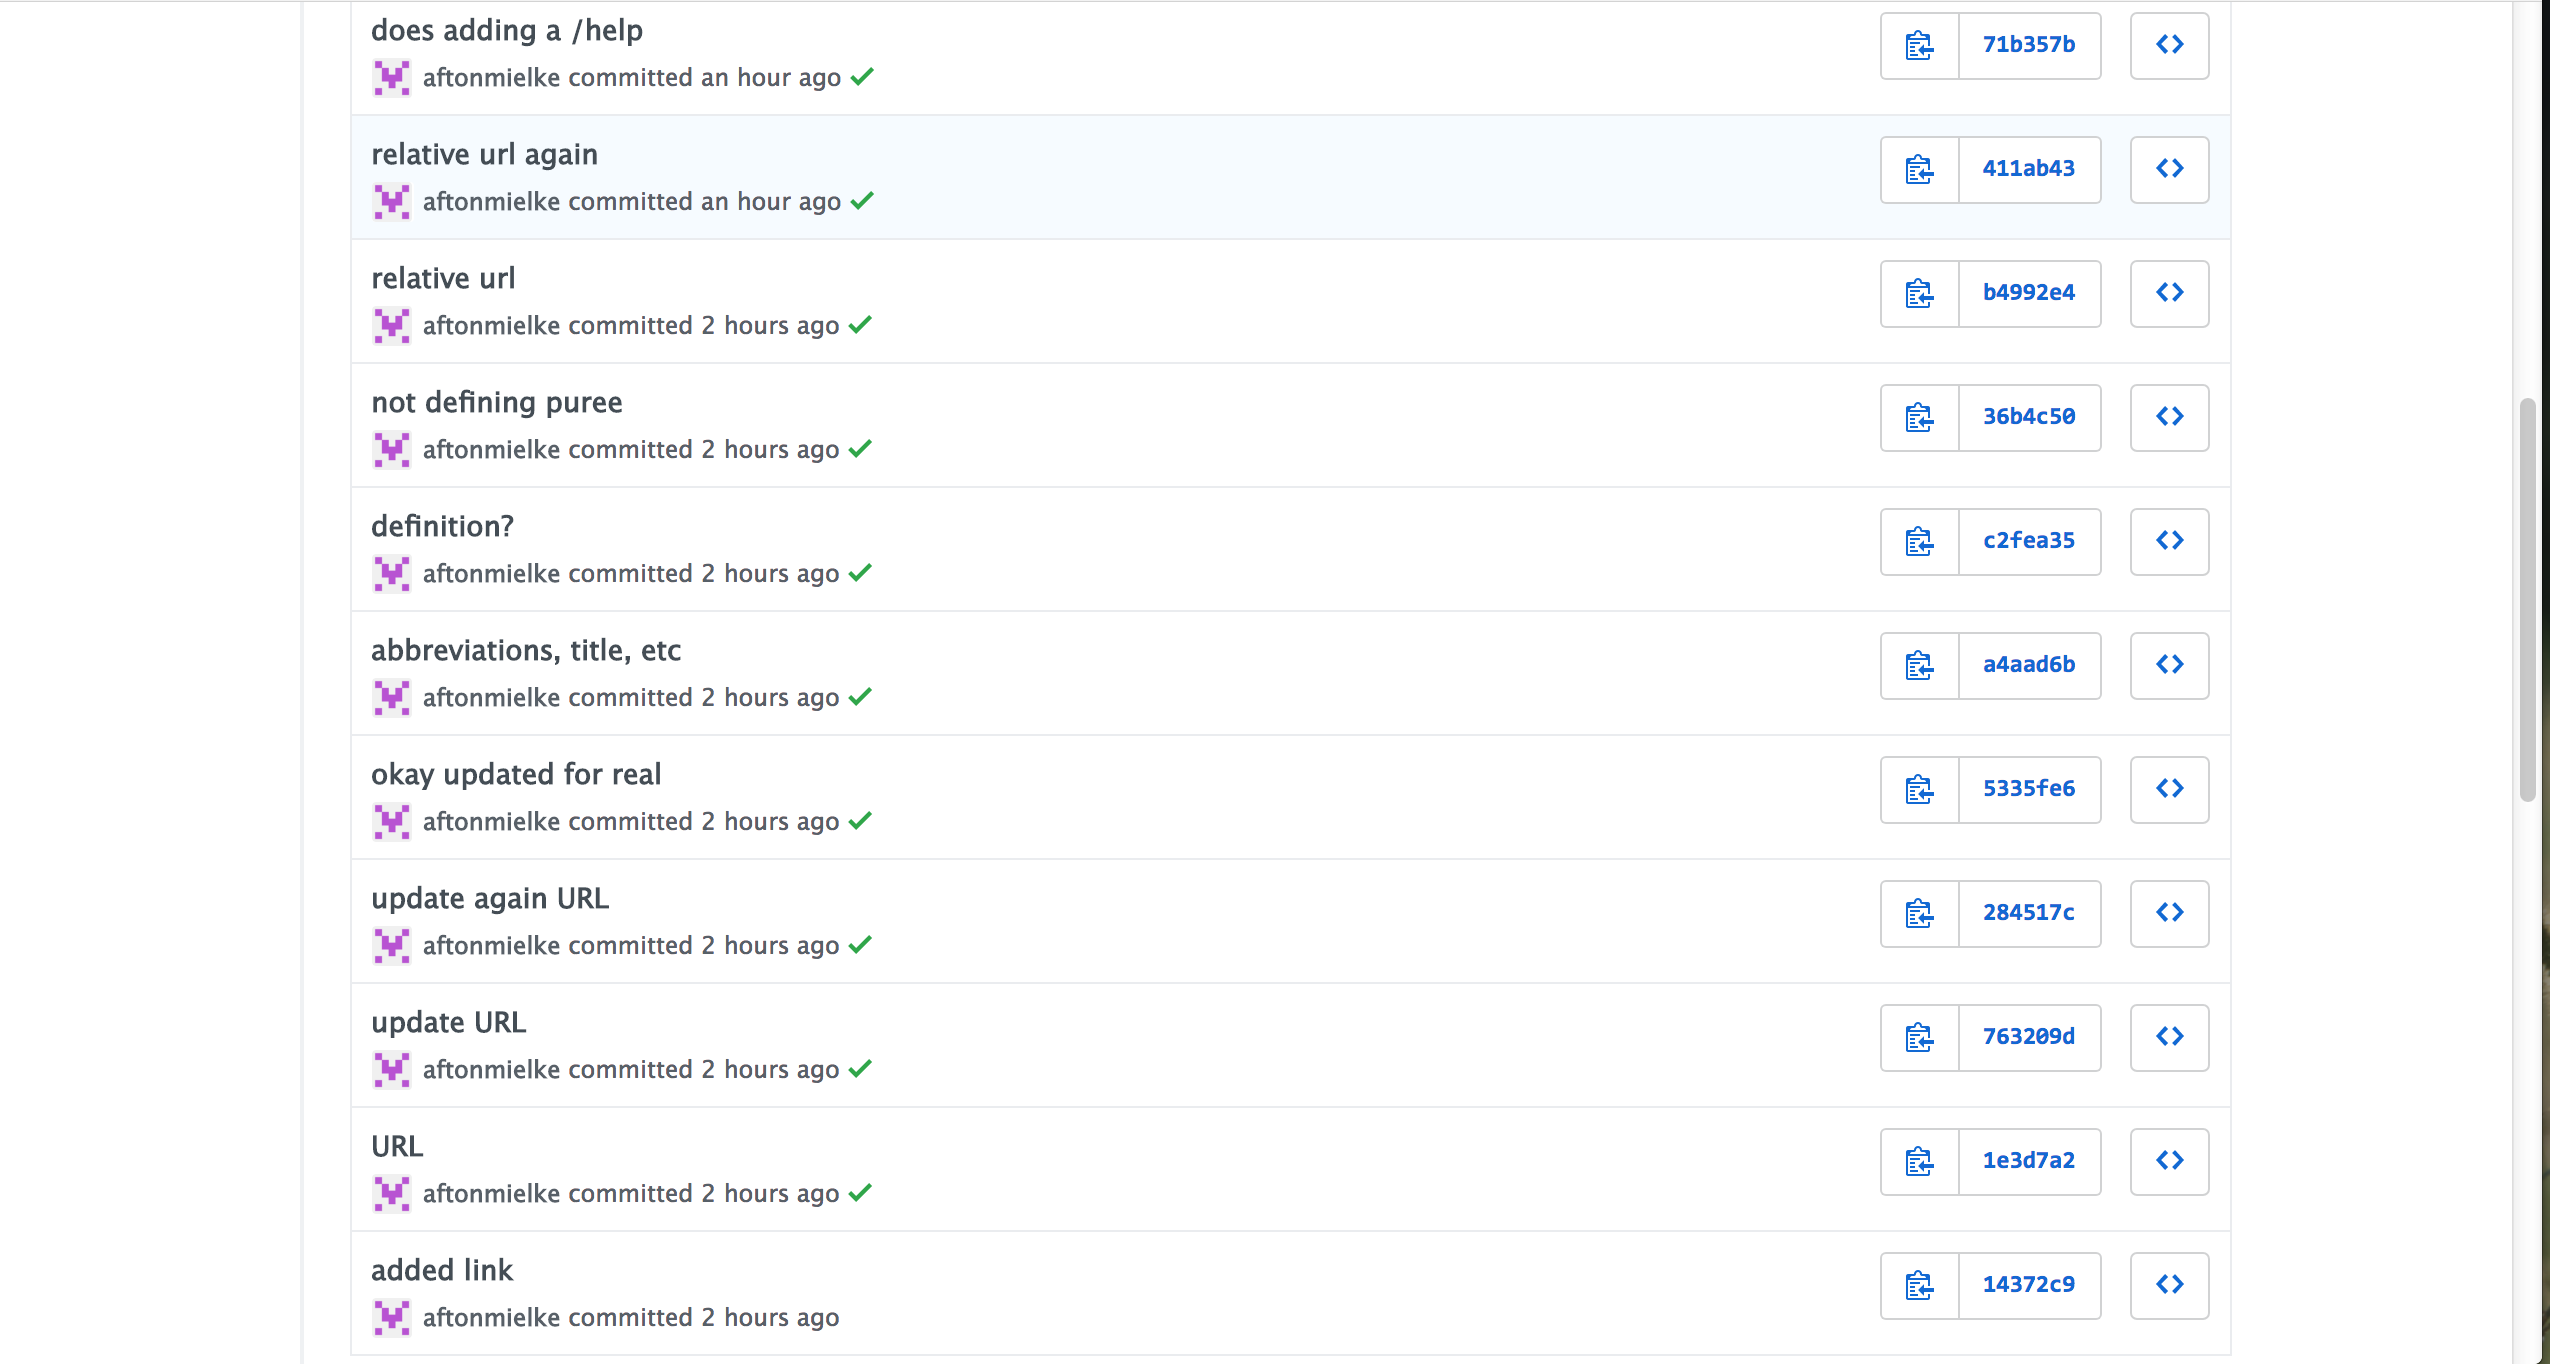 does adding a /help
71b357b
aftonmielke committed an hour ago
relative url again
411ab43
aftonmielke committed an hour ago
relative url
b4992e4
aftonmielke committed 2 hours ago
not defining puree
36b4c50
aftonmielke committed 2 hours ago
definition?
c2fea35
aftonmielke committed 2 hours ago
abbreviations, title, etc
a4aad6b
aftonmielke committed 2 hours ago
okay updated for real
5335fe6
aftonmielke committed 2 hours ago
update again URL
284517c
aftonmielke committed 2 hours ago
update URL
763209d
aftonmielke committed 2 hours ago
URL
1e3d7a2
aftonmielke committed 2 hours ago
added link
14372c9
aftonmielke committed 2 hours ago